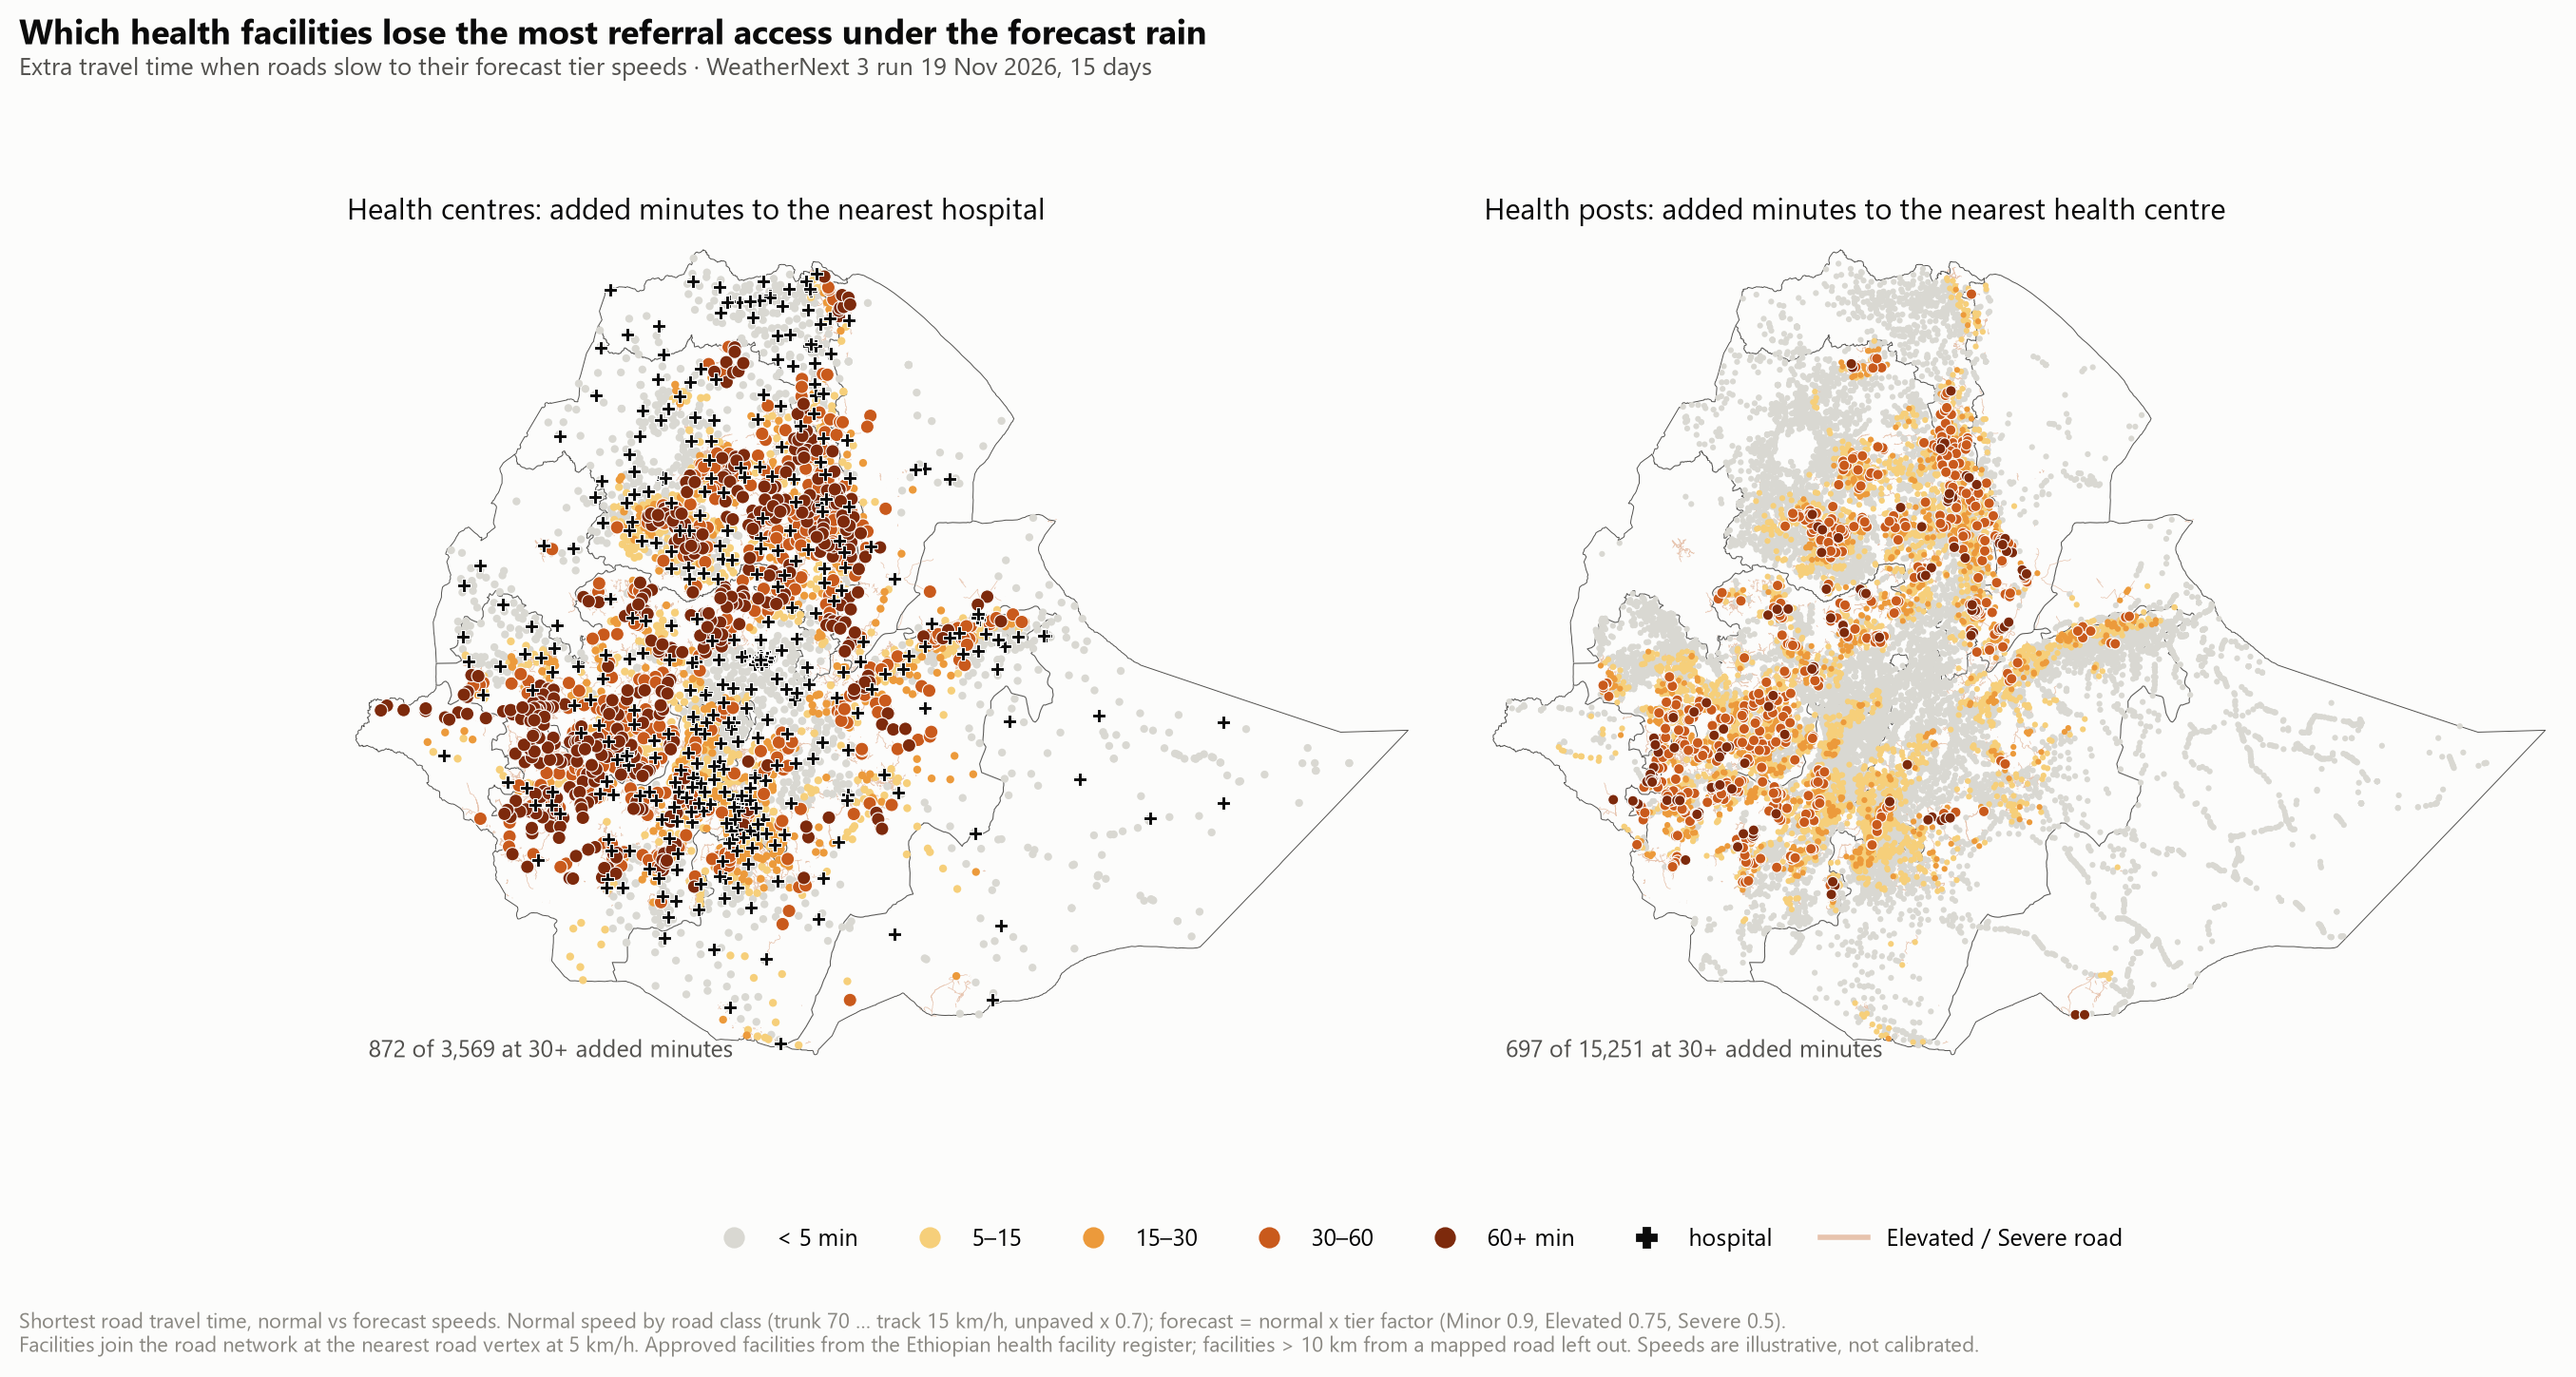 Which health facilities lose the most referral access under the forecast rain
Extra travel time when roads slow to their forecast tier speeds · WeatherNext 3 run 19 Nov 2026, 15 days
Health centres: added minutes to the nearest hospital
Health posts: added minutes to the nearest health centre
872 of 3,569 at 30+ added minutes
697 of 15,251 at 30+ added minutes
< 5 min
5–15
15–30
30–60
60+ min
hospital
Elevated / Severe road
Shortest road travel time, normal vs forecast speeds. Normal speed by road class (trunk 70 ... track 15 km/h, unpaved x 0.7); forecast = normal x tier factor (Minor 0.9, Elevated 0.75, Severe 0.5).
Facilities join the road network at the nearest road vertex at 5 km/h. Approved facilities from the Ethiopian health facility register; facilities > 10 km from a mapped road left out. Speeds are illustrative, not calibrated.